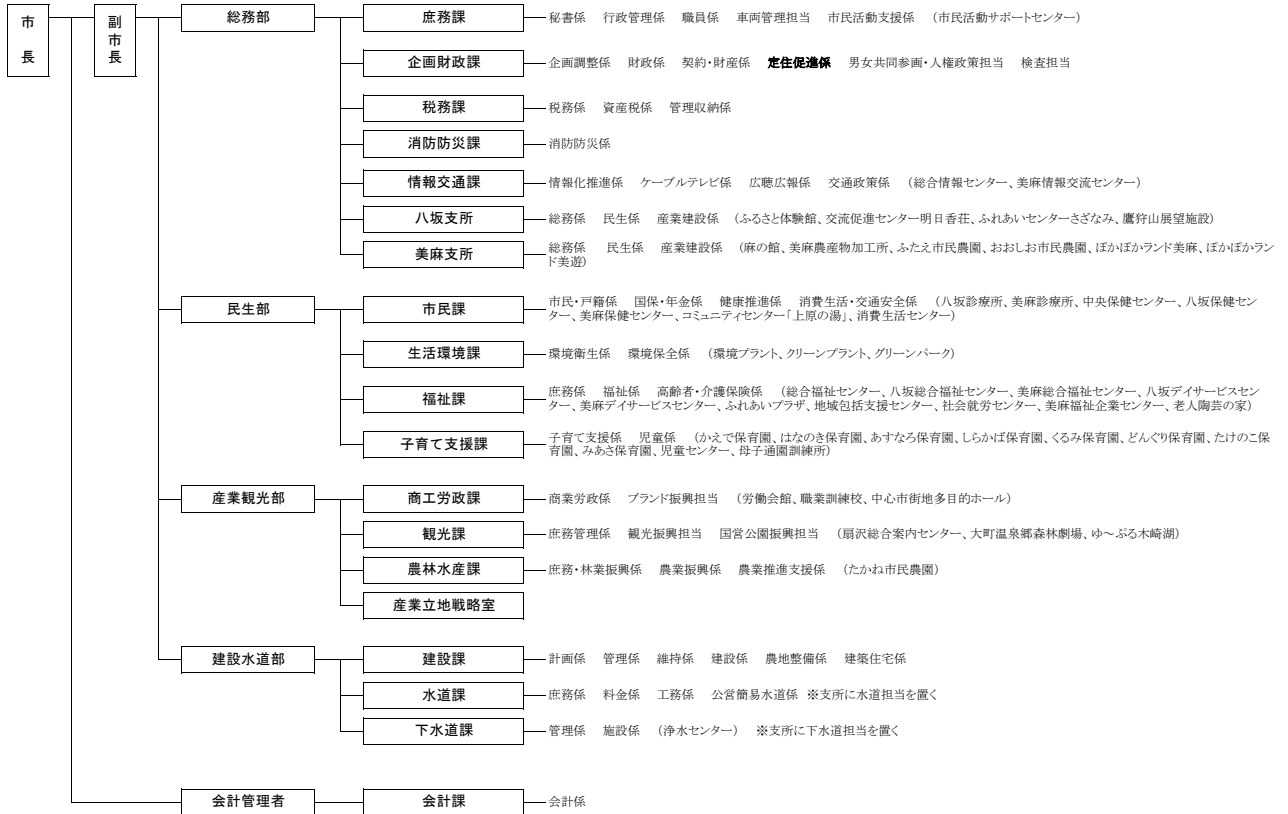 市長
副市長
総務部
庶務課
秘書係 行政管理係 職員係 車両管理担当 市民活動支援係 (市民活動サポートセンター)
企画財政課
企画調整係 財政係 契約・財産係 定住促進係 男女共同参画・人権政策担当 検査担当
税務課
税務係 資産税係 管理収納係
消防防災課
消防防災係
情報交通課
情報化推進係 ケーブルテレビ係 広聴広報係 交通政策係 (総合情報センター、美麻情報交流センター)
八坂支所
総務係 民生係 産業建設係 (ふるさと体験館、交流促進センター明日香荘、ふれあいセンターさざなみ、鷹狩山展望施設)
美麻支所
総務係 民生係 産業建設係 (麻の館、美麻農産物加工所、ふたえ市民農園、おおしお市民農園、ぽかぽかランド美麻、ぽかぽかラン
ド美遊)
民生部
市民課
市民・戸籍係 国保・年金係 健康推進係 消費生活・交通安全係 (八坂診療所、美麻診療所、中央保健センター、八坂保健セン
ター、美麻保健センター、コミュニティセンター「上原の湯」、消費生活センター)
生活環境課
環境衛生係 環境保全係 (環境プラント、クリーンプラント、グリーンパーク)
福祉課
庶務係 福祉係 高齢者・介護保険係 (総合福祉センター、八坂総合福祉センター、美麻総合福祉センター、八坂デイサービスセン
ター、美麻デイサービスセンター、ふれあいプラザ、地域包括支援センター、社会就労センター、美麻福祉企業センター、老人陶芸の家)
子育て支援課
子育て支援係 児童係 (かえで保育園、はなのき保育園、あすなろ保育園、しらかば保育園、くるみ保育園、どんぐり保育園、たけのこ保
育園、みあさ保育園、児童センター、母子通園訓練所)
産業観光部
商工労政課
商業労政係 ブランド振興担当 (労働会館、職業訓練校、中心市街地多目的ホール)
観光課
庶務管理係 観光振興担当 国営公園振興担当 (扇沢総合案内センター、大町温泉郷森林劇場、ゆ~ぷる木崎湖)
農林水産課
庶務・林業振興係 農業振興係 農業推進支援係 (たかね市民農園)
産業立地戦略室
建設水道部
建設課
計画係 管理係 維持係 建設係 農地整備係 建築住宅係
水道課
庶務係 料金係 工務係 公営簡易水道係 ※支所に水道担当を置く
下水道課
管理係 施設係 (浄水センター) ※支所に下水道担当を置く
会計管理者
会計課
会計係